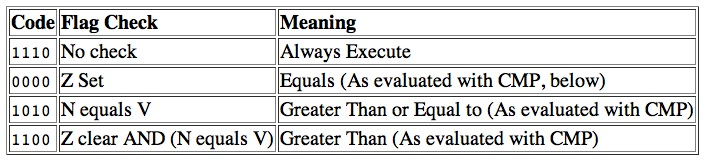 Code Flag Check Meaning
1110 No check Always Execute
0000 Z Set Equals (As evaluated with CMP, below)
1010 N equals V Greater Than or Equal to (As evaluated with CMP)
1100 Z clear AND (N equals V) Greater Than (As evaluated with CMP)